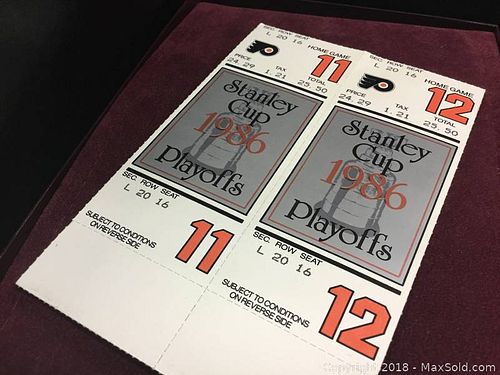 SEC. ROW SEAT
L 20 16
HOME GAME
11
PRICE TAX TOTAL
24.29 1.21 25.50
Stanley
Cup
1986
Playoffs
SEC. ROW SEAT
L 20 16
11
SUBJECT TO CONDITIONS
ON REVERSE SIDE
SEC. ROW SEAT
L 20 16
HOME GAME
12
PRICE TAX TOTAL
24.29 1.21 25.50
Stanley
Cup
1986
Playoffs
SEC. ROW SEAT
L 20 16
12
SUBJECT TO CONDITIONS
ON REVERSE SIDE
Copyright 2018 - MaxSold.com